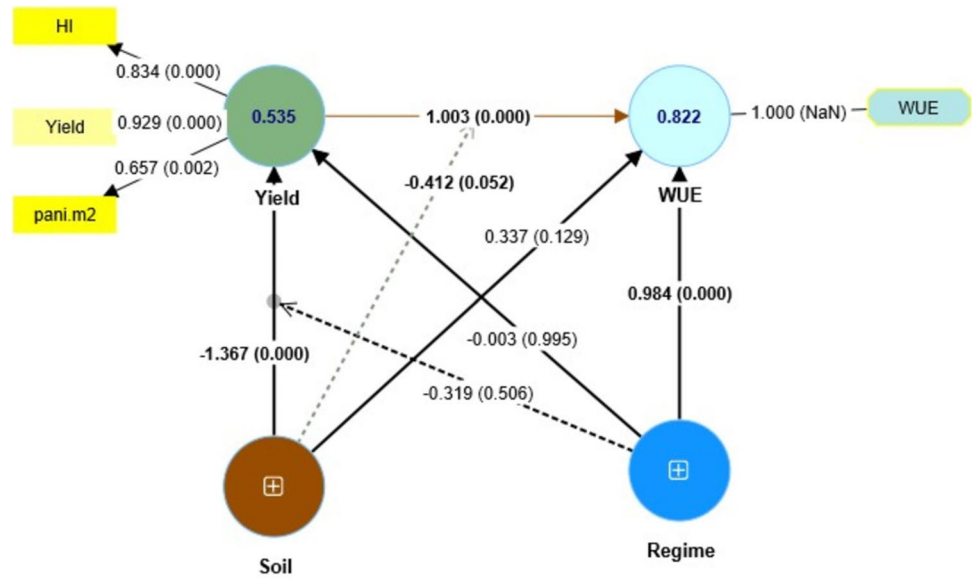 HI
0.834 (0.000)
Yield
0.929 (0.000)
0.535
1.003 (0.000)
0.822
1.000 (NaN)
WUE
0.657 (0.002)
pani.m2
Yield
-0.412 (0.052)
WUE
0.337 (0.129)
0.984 (0.000)
-1.367 (0.000)
-0.003 (0.995)
-0.319 (0.506)
Soil
Regime